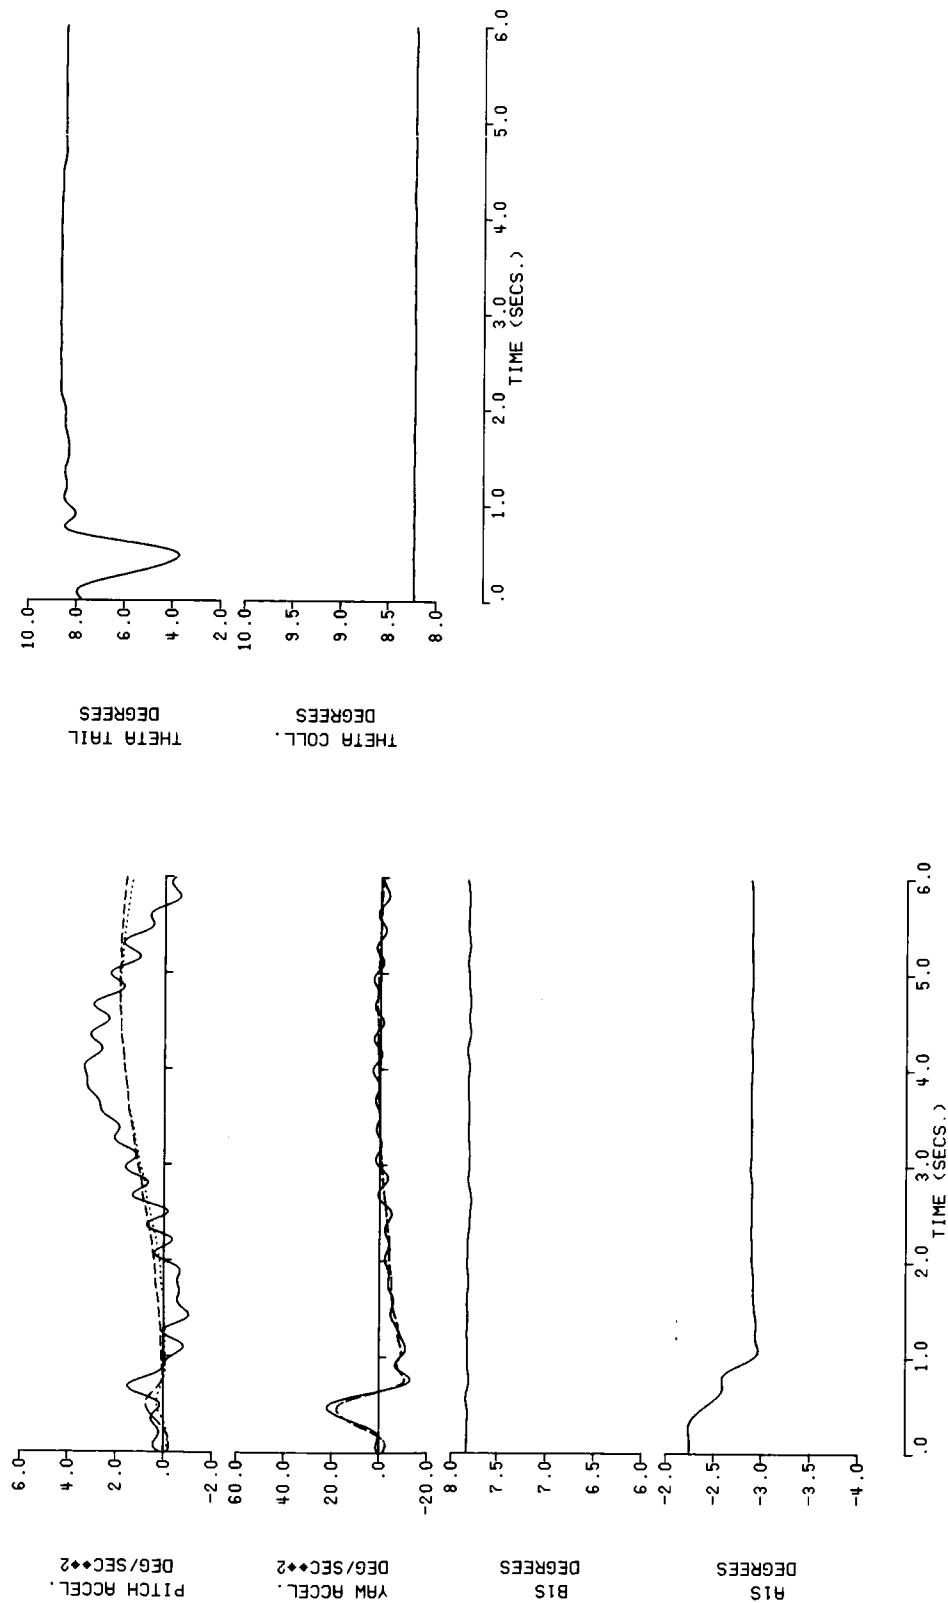 PITCH ACCEL.
DEG/SEC♦♦2
6.0
4.0
2.0
.0
-2.0
YAW ACCEL.
DEG/SEC♦♦2
60.0
40.0
20.0
.0
-20.0
B1S
DEGREES
8.0
7.5
7.0
6.5
6.0
A1S
DEGREES
-2.0
-2.5
-3.0
-3.5
-4.0
.0 1.0 2.0 3.0 4.0 5.0 6.0
TIME (SECS.)
THETA TAIL
DEGREES
10.0
8.0
6.0
4.0
2.0
THETA COLL.
DEGREES
10.0
9.5
9.0
8.5
8.0
.0 1.0 2.0 3.0 4.0 5.0 6.0
TIME (SECS.)